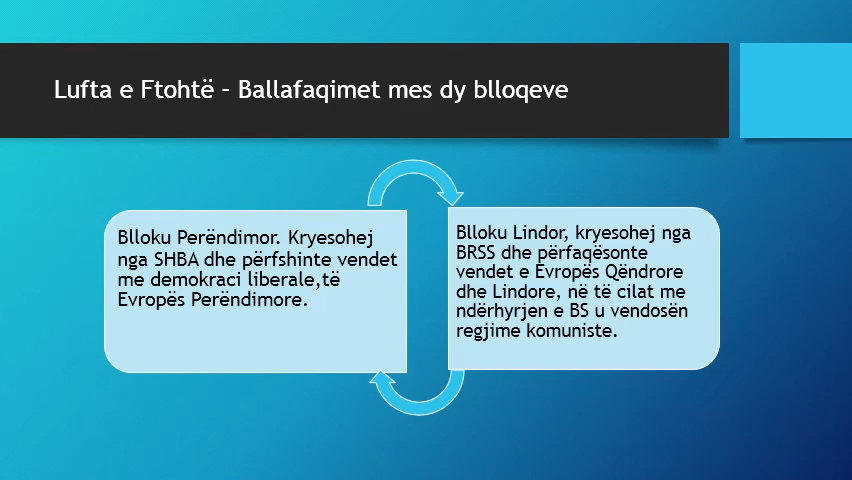 Lufta e Ftohtë – Ballafaqimet mes dy blloqeve
Blloku Perëndimor. Kryesohej
nga SHBA dhe përfshinte vendet
me demokraci liberale,të
Evropës Perëndimore.
Blloku Lindor, kryesohej nga
BRSS dhe përfaqësonte
vendet e Evropës Qëndrore
dhe Lindore, në të cilat me
ndërhyrjen e BS u vendosën
regjime komuniste.